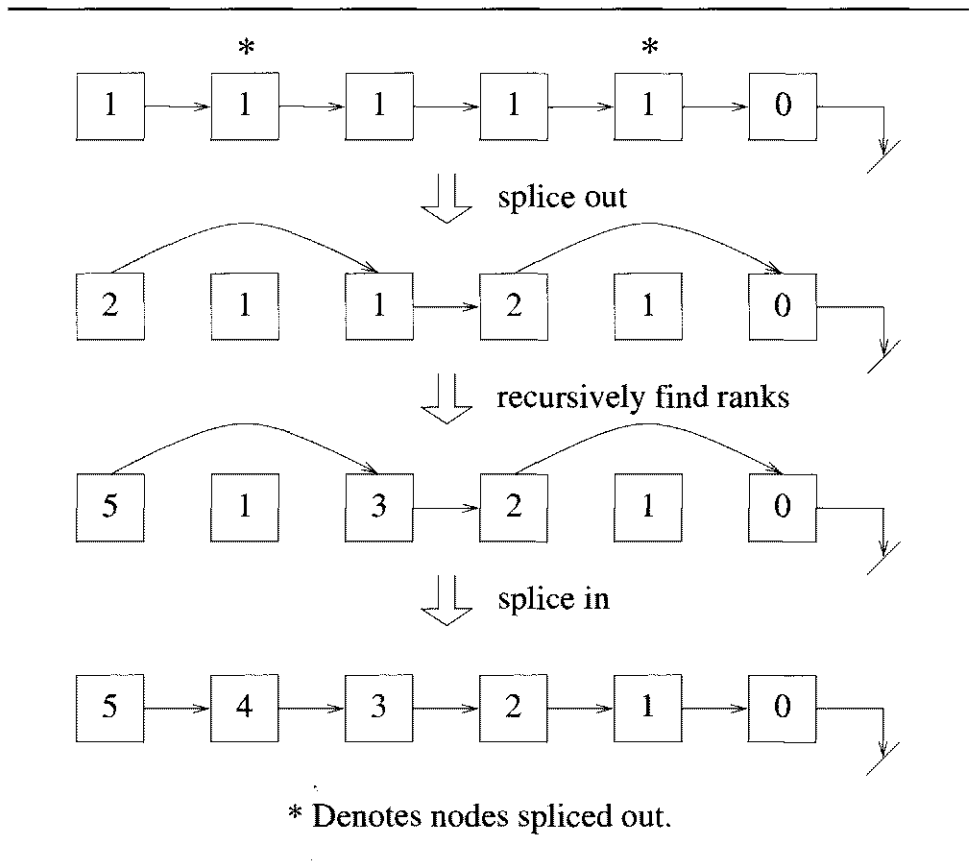 * *
1 1 1 1 1 0
splice out
2 1 1 2 1 0
recursively find ranks
5 1 3 2 1 0
splice in
5 4 3 2 1 0
* Denotes nodes spliced out.